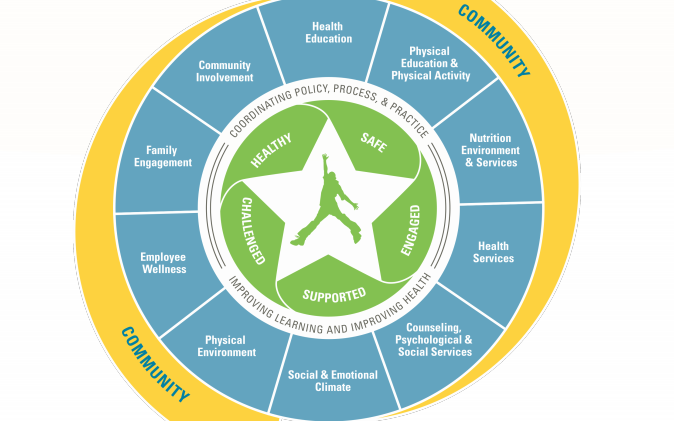 COMMUNITY
Health
Education
Physical
Education &
Physical Activity
Nutrition
Environment
& Services
Health
Services
Counseling,
Psychological &
Social Services
Social & Emotional
Climate
Physical
Environment
Employee
Wellness
Family
Engagement
Community
Involvement
COORDINATING POLICY, PROCESS, & PRACTICE
HEALTHY
SAFE
ENGAGED
SUPPORTED
CHALLENGED
IMPROVING LEARNING AND IMPROVING HEALTH
COMMUNITY